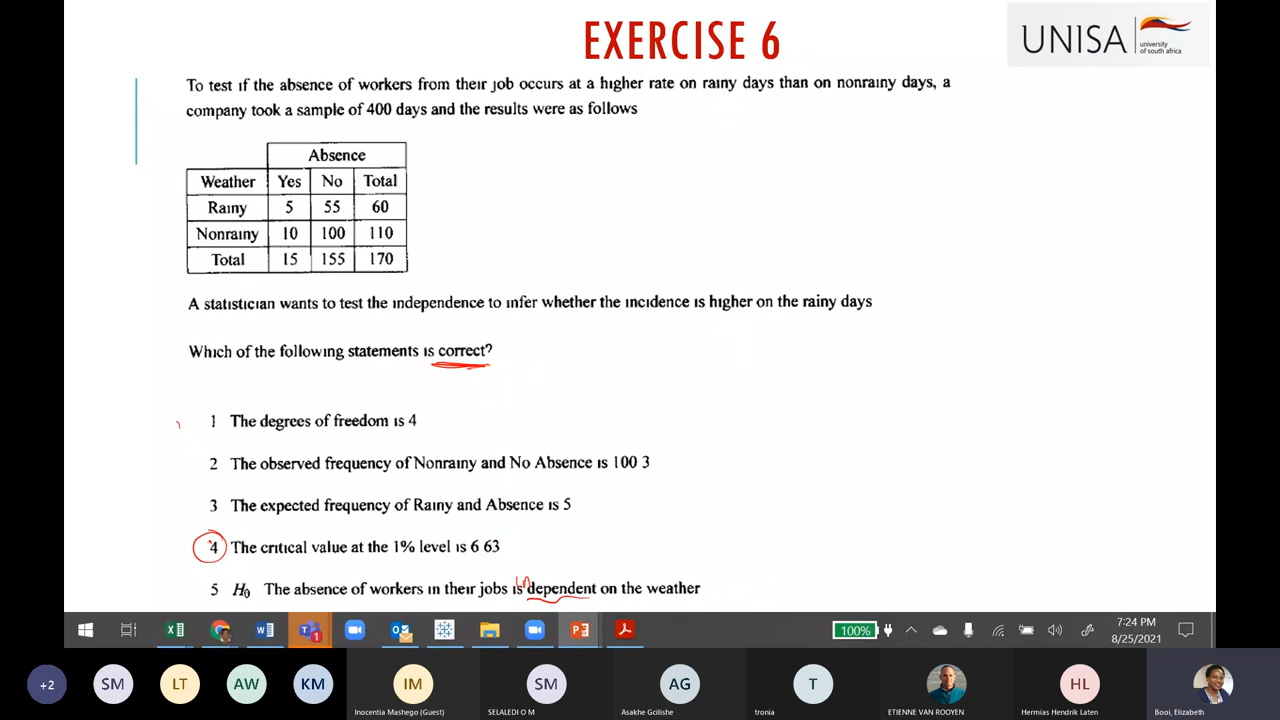 EXERCISE 6
UNISA
university
of south africa
To test if the absence of workers from their job occurs at a higher rate on rainy days than on nonrainy days, a
company took a sample of 400 days and the results were as follows
Absence
Weather Yes No Total
Rainy 5 55 60
Nonrainy 10 100 110
Total 15 155 170
A statistician wants to test the independence to infer whether the incidence is higher on the rainy days
Which of the following statements is correct?
1 The degrees of freedom is 4
2 The observed frequency of Nonrainy and No Absence is 100 3
3 The expected frequency of Rainy and Absence is 5
4 The critical value at the 1% level is 6 63
in
5 H0 The absence of workers in their jobs is dependent on the weather
100%
7:24 PM
8/25/2021
1
+2 SM LT AW KM IM SM AG T HL
Inocentia Mashego (Guest) SELALEDI O M Asakhe Gcilishe tronia ETIENNE VAN ROOYEN Hermias Hendrik Laten Booi, Elizabeth